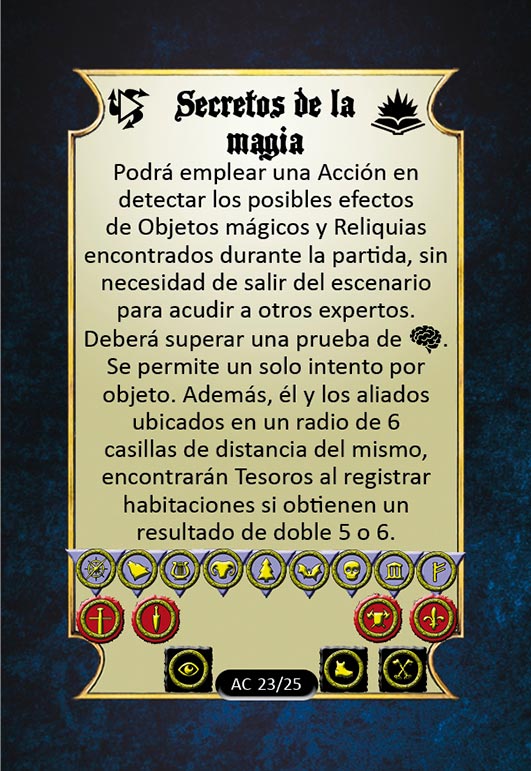 Secretos de la
magia
Podrá emplear una Acción en
detectar los posibles efectos
de Objetos mágicos y Reliquias
encontrados durante la partida, sin
necesidad de salir del escenario
para acudir a otros expertos.
Deberá superar una prueba de .
Se permite un solo intento por
objeto. Además, él y los aliados
ubicados en un radio de 6
casillas de distancia del mismo,
encontrarán Tesoros al registrar
habitaciones si obtienen un
resultado de doble 5 o 6.
AC 23/25